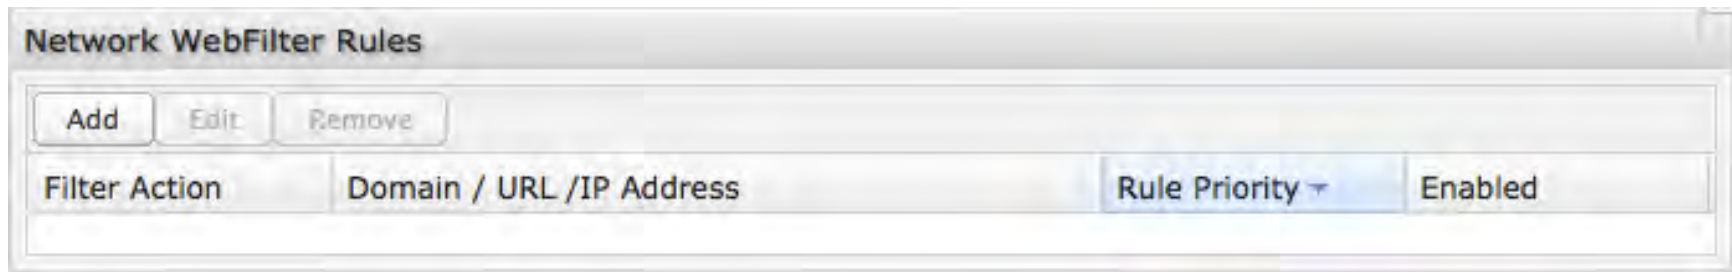 Network WebFilter Rules
Add Edit Remove
Filter Action Domain / URL /IP Address Rule Priority Enabled